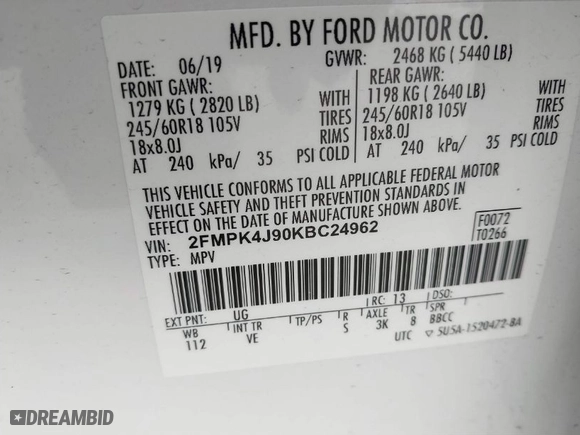 MFD. BY FORD MOTOR CO.
DATE: 06/19 GVWR: 2468 KG ( 5440 LB)
FRONT GAWR: REAR GAWR:
1279 KG ( 2820 LB) WITH 1198 KG ( 2640 LB) WITH
245/60R18 105V TIRES 245/60R18 105V TIRES
18x8.0J RIMS 18x8.0J RIMS
AT 240 kPa/ 35 PSI COLD AT 240 kPa/ 35 PSI COLD
THIS VEHICLE CONFORMS TO ALL APPLICABLE FEDERAL MOTOR
VEHICLE SAFETY AND THEFT PREVENTION STANDARDS IN
EFFECT ON THE DATE OF MANUFACTURE SHOWN ABOVE.
VIN: 2FMPK4J90KBC24962 F0072
TYPE: MPV T0266
EXT PNT: UG RC: 13 DSO:
WB INT TR TP/PS R AXLE TR SPR
112 VE S 3K 8 BBCC
UTC 5U5A-1520472-BA
DREAMBID